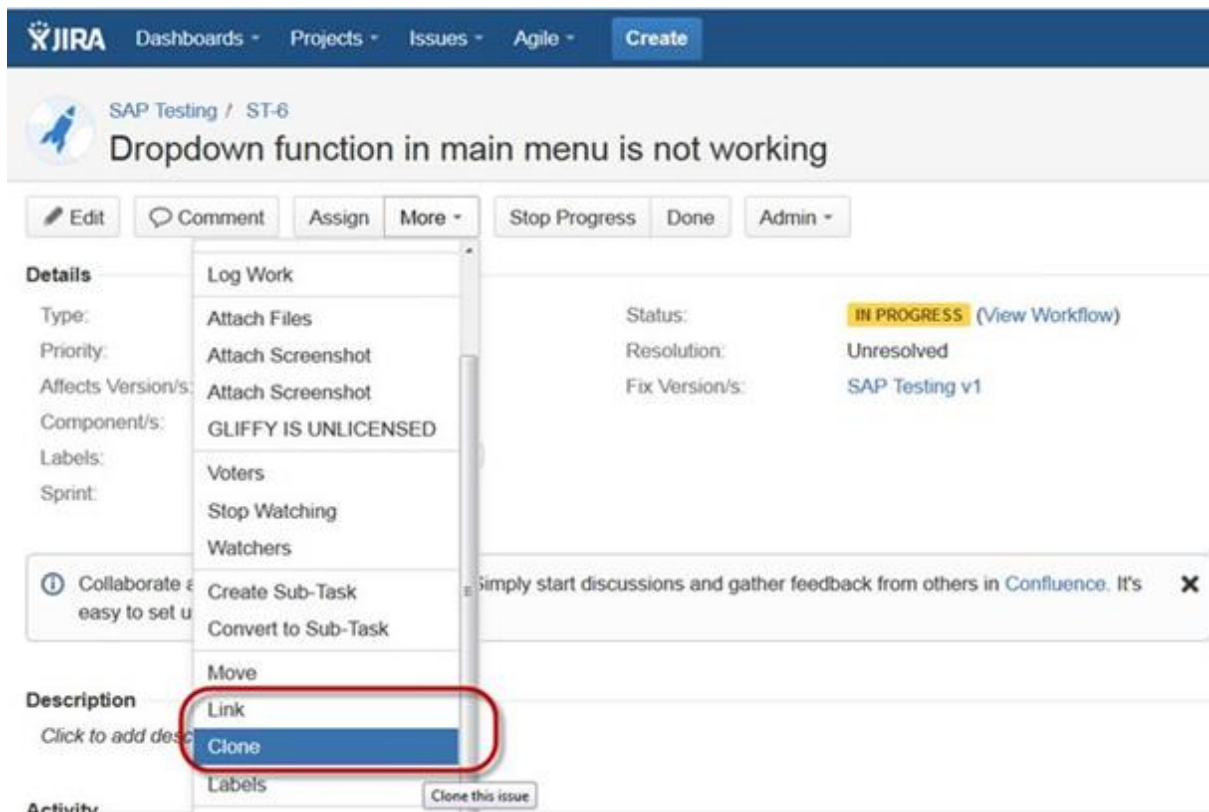 JIRA Dashboards Projects Issues Agile Create
SAP Testing / ST-6
Dropdown function in main menu is not working
Edit Comment Assign More Stop Progress Done Admin
Details
Log Work
Type: Attach Files Status: IN PROGRESS (View Workflow)
Priority: Attach Screenshot Resolution: Unresolved
Affects Version/s: Attach Screenshot Fix Version/s: SAP Testing v1
Component/s: GLIFFY IS UNLICENSED
Labels: Voters
Sprint: Stop Watching
Watchers
Collaborate Simply start discussions and gather feedback from others in Confluence. It's
Create Sub-Task
easy to set u
Convert to Sub-Task
Move
Description
Link
Click to add desc
Clone
Labels
Clone this issue
Activity